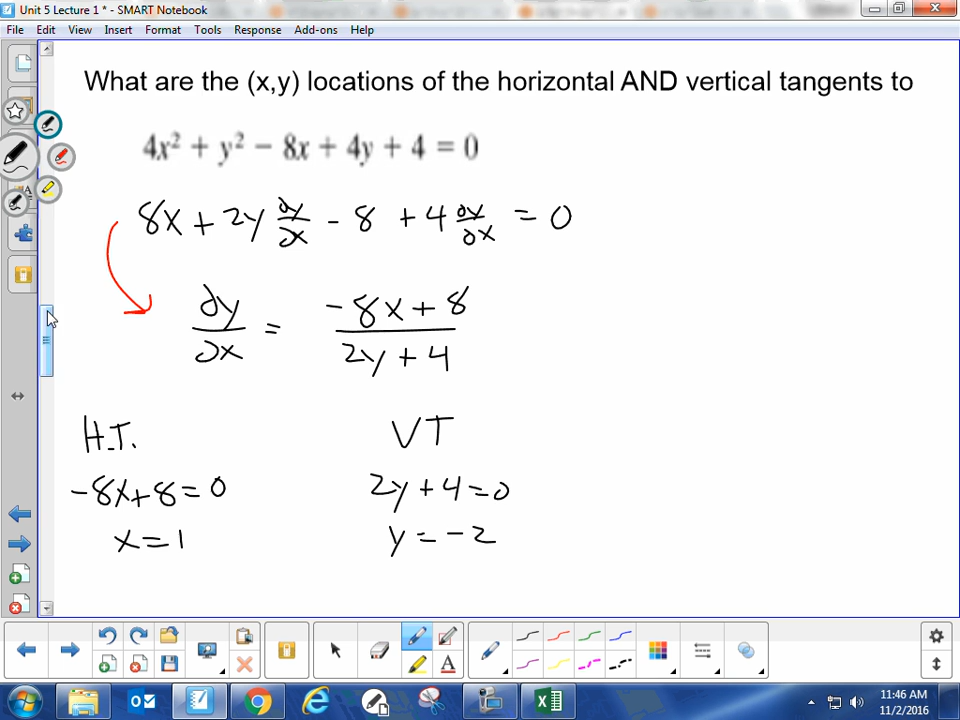 Unit 5 Lecture 1 * - SMART Notebook
File Edit View Insert Format Tools Response Add-ons Help
What are the (x,y) locations of the horizontal AND vertical tangents to
4x² + y² − 8x + 4y + 4 = 0
8x + 2y ∂y/∂x - 8 + 4 ∂y/∂x = 0
∂y/∂x = (-8x + 8)/(2y + 4)
H.T. VT
-8x+8=0 2y+4=0
x=1 y=-2
A
11:46 AM
11/2/2016